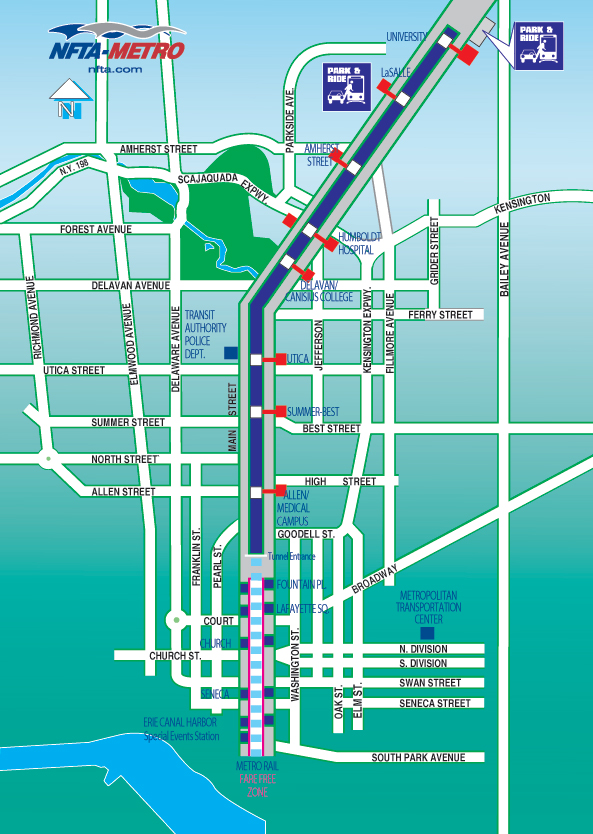 NFTA-METRO
nfta.com
N
UNIVERSITY
PARK &
RIDE
PARK &
RIDE
LaSALLE
PARKSIDE AVE.
AMHERST STREET
AMHERST
STREET
N.Y. 198
SCAJAQUADA
EXPWY
KENSINGTON
FOREST AVENUE
HUMBOLDT
HOSPITAL
GRIDER STREET
BAILEY AVENUE
DELAVAN AVENUE
DELAVAN/
CANISIUS COLLEGE
RICHMOND AVENUE
ELMWOOD AVENUE
DELAWARE AVENUE
TRANSIT
AUTHORITY
POLICE
DEPT.
JEFFERSON
KENSINGTON EXPWY.
FILLMORE AVENUE
FERRY STREET
UTICA STREET
UTICA
MAIN STREET
SUMMER STREET
SUMMER-BEST
BEST STREET
NORTH STREET
ALLEN STREET
HIGH STREET
ALLEN/
MEDICAL
CAMPUS
GOODELL ST.
FRANKLIN ST.
PEARL ST.
Tunnel Entrance
FOUNTAIN PL.
BROADWAY
LAFAYETTE SQ.
METROPOLITAN
TRANSPORTATION
CENTER
COURT
CHURCH
CHURCH ST.
WASHINGTON ST.
N. DIVISION
S. DIVISION
SWAN STREET
SENECA
SENECA STREET
OAK ST.
ELM ST.
ERIE CANAL HARBOR
Special Events Station
SOUTH PARK AVENUE
METRO RAIL
FARE FREE
ZONE